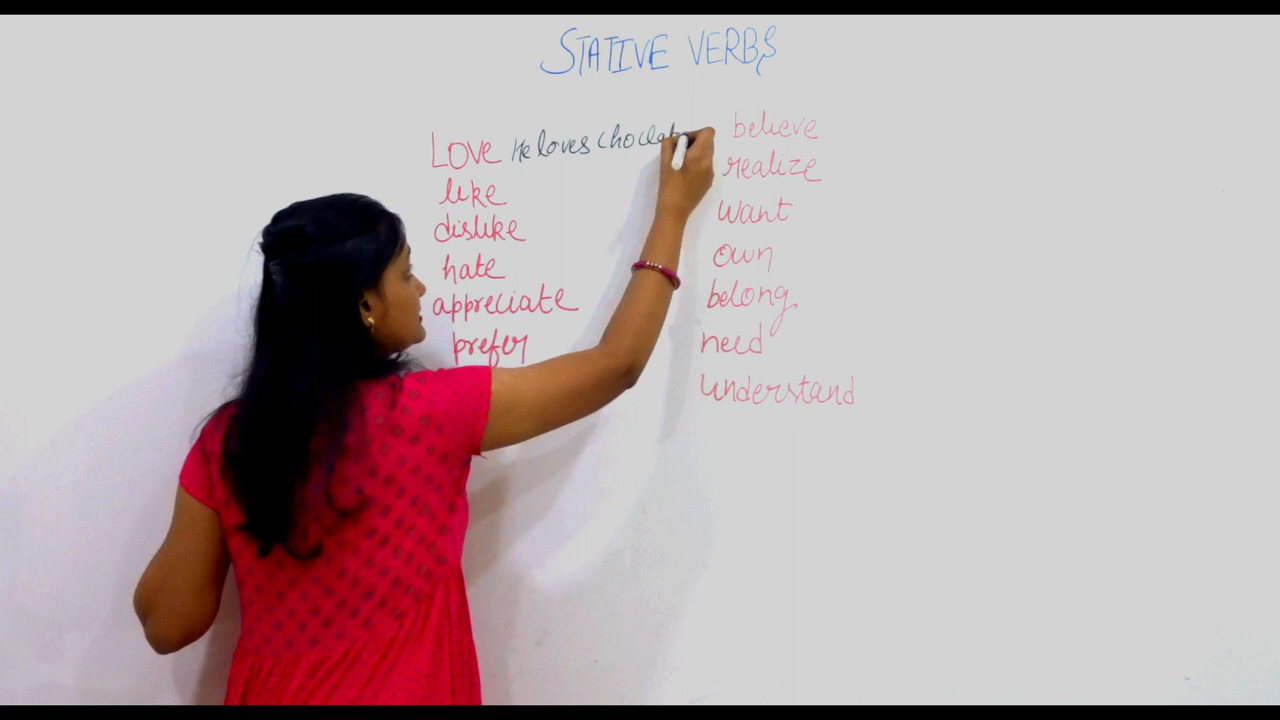 STATIVE VERBS
LOVE He loves
like
dislike
hate
appreciate
prefer
believe
realize
want
own
belong
need
understand